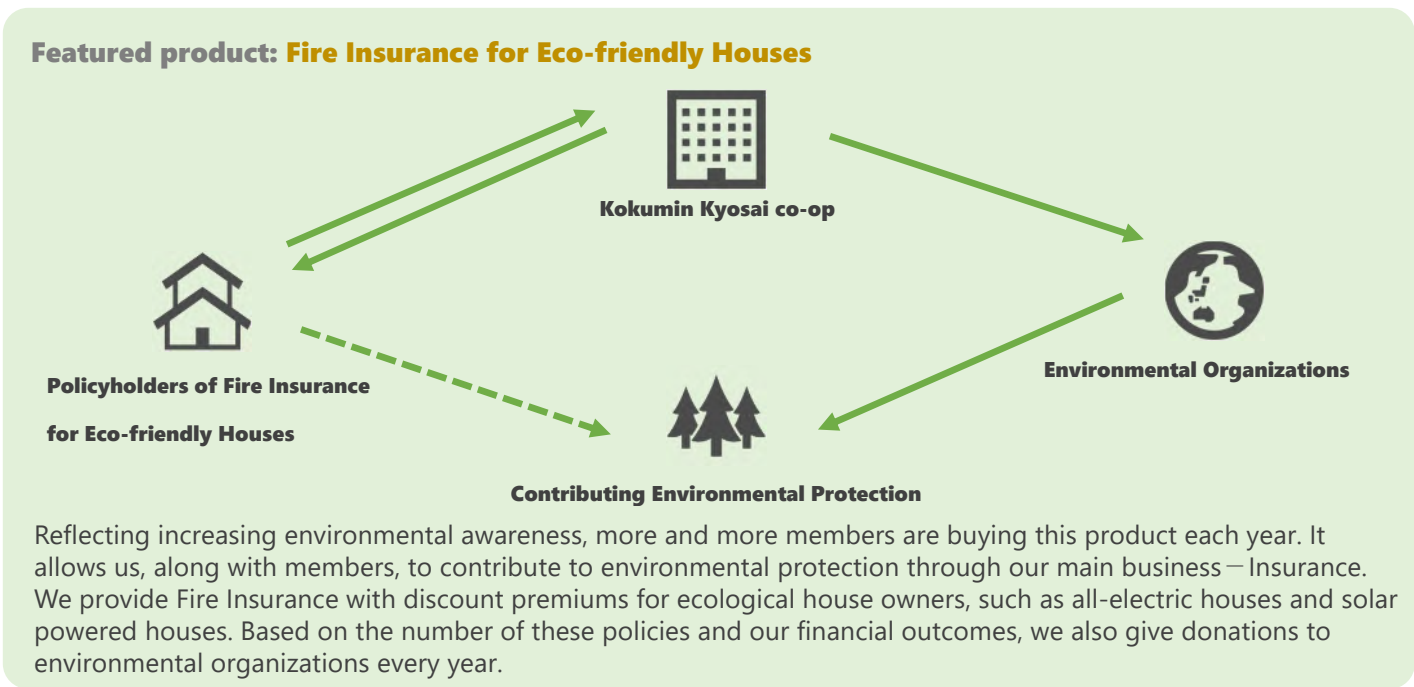 Featured product: Fire Insurance for Eco-friendly Houses
Kokumin Kyosai co-op
Policyholders of Fire Insurance
for Eco-friendly Houses
Environmental Organizations
Contributing Environmental Protection
Reflecting increasing environmental awareness, more and more members are buying this product each year. It
allows us, along with members, to contribute to environmental protection through our main business－Insurance.
We provide Fire Insurance with discount premiums for ecological house owners, such as all-electric houses and solar
powered houses. Based on the number of these policies and our financial outcomes, we also give donations to
environmental organizations every year.